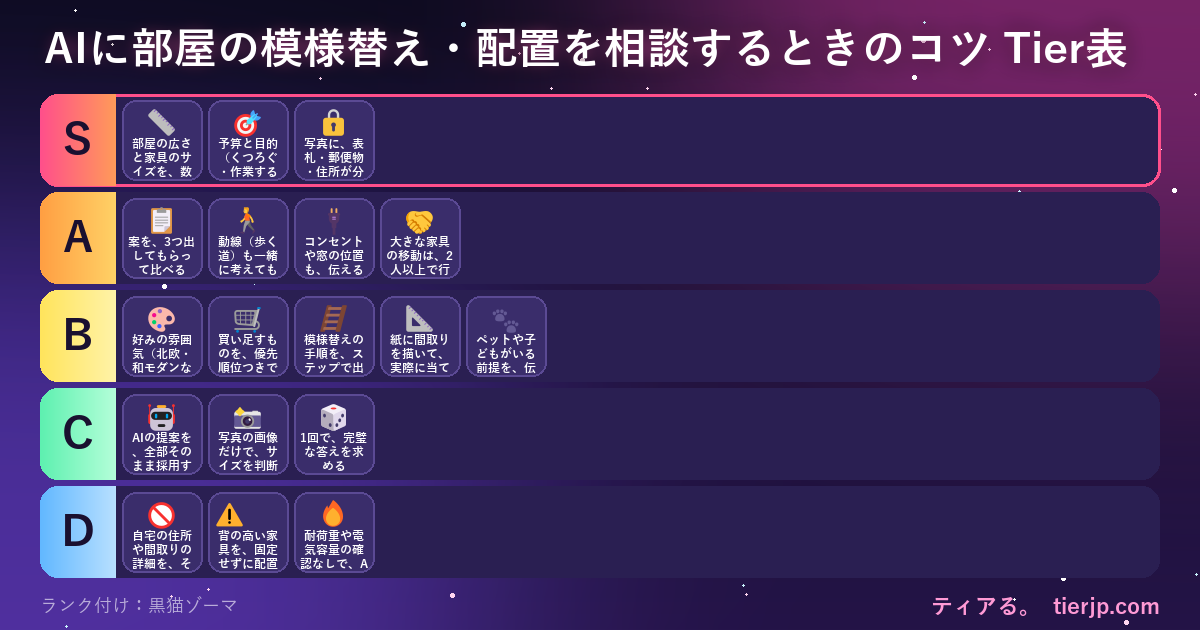 AIに部屋の模様替え・配置を相談するときのコツ Tier表
S
部屋の広さ
と家具のサ
イズを、数
予算と目的
（くつろぐ
・作業する
写真に、表
札・郵便物
・住所が分
A
案を、3つ出
してもらっ
て比べる
動線（歩く
道）も一緒
に考えても
コンセント
や窓の位置
も、伝える
大きな家具
の移動は、2
人以上で行
B
好みの雰囲
気（北欧・
和モダンな
買い足すも
のを、優先
順位つきで
模様替えの
手順を、ス
テップで出
紙に間取り
を描いて、
実際に当て
ペットや子
どもがいる
前提を、伝
C
AIの提案を
、全部その
まま採用す
写真の画像
だけで、サ
イズを判断
1回で、完璧
な答えを求
める
D
自宅の住所
や間取りの
詳細を、そ
背の高い家
具を、固定
せずに配置
耐荷重や電
気容量の確
認なしで、A
ランク付け：黒猫ゾーマ
ティアる。 tierjp.com